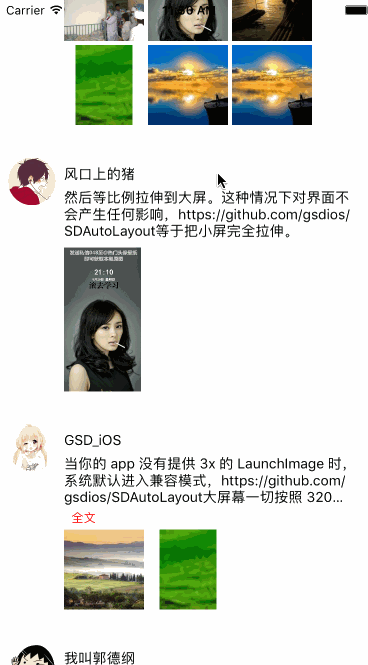 Carrier
风口上的猪
然后等比例拉伸到大屏。这种情况下对界面不
会产生任何影响，https://github.com/gsdios/
SDAutoLayout等于把小屏完全拉伸。
21:10
滚去学习
GSD_iOS
当你的 app 没有提供 3x 的 LaunchImage 时，
系统默认进入兼容模式，https://github.com/
gsdios/SDAutoLayout大屏幕一切按照 320...
全文
我叫郭德纲